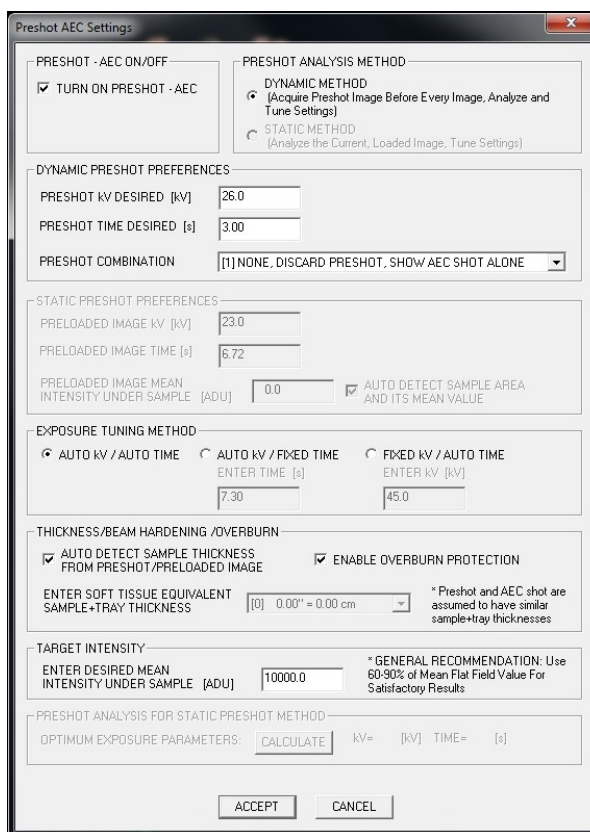 Preshot AEC Settings
PRESHOT - AEC ON/OFF
TURN ON PRESHOT - AEC
PRESHOT ANALYSIS METHOD
DYNAMIC METHOD
(Acquire Preshot Image Before Every Image, Analyze and
Tune Settings)
STATIC METHOD
(Analyze the Current, Loaded Image, Tune Settings)
DYNAMIC PRESHOT PREFERENCES
PRESHOT kV DESIRED [kV]
26.0
PRESHOT TIME DESIRED [s]
3.00
PRESHOT COMBINATION
[1] NONE, DISCARD PRESHOT, SHOW AEC SHOT ALONE
STATIC PRESHOT PREFERENCES
PRELOADED IMAGE kV [kV]
23.0
PRELOADED IMAGE TIME [s]
6.72
PRELOADED IMAGE MEAN
INTENSITY UNDER SAMPLE [ADU]
0.0
AUTO DETECT SAMPLE AREA
AND ITS MEAN VALUE
EXPOSURE TUNING METHOD
AUTO kV / AUTO TIME
AUTO kV / FIXED TIME
FIXED kV / AUTO TIME
ENTER TIME [s]
ENTER kV [kV]
7.30
45.0
THICKNESS/BEAM HARDENING /OVERBURN
AUTO DETECT SAMPLE THICKNESS
FROM PRESHOT/PRELOADED IMAGE
ENABLE OVERBURN PROTECTION
ENTER SOFT TISSUE EQUIVALENT
SAMPLE+TRAY THICKNESS
[0] 0.00" = 0.00 cm
* Preshot and AEC shot are
assumed to have similar
sample+tray thicknesses
TARGET INTENSITY
ENTER DESIRED MEAN
INTENSITY UNDER SAMPLE [ADU]
10000.0
* GENERAL RECOMMENDATION: Use
60-90% of Mean Flat Field Value For
Satisfactory Results
PRESHOT ANALYSIS FOR STATIC PRESHOT METHOD
OPTIMUM EXPOSURE PARAMETERS:
CALCULATE
kV= [kV] TIME= [s]
ACCEPT
CANCEL